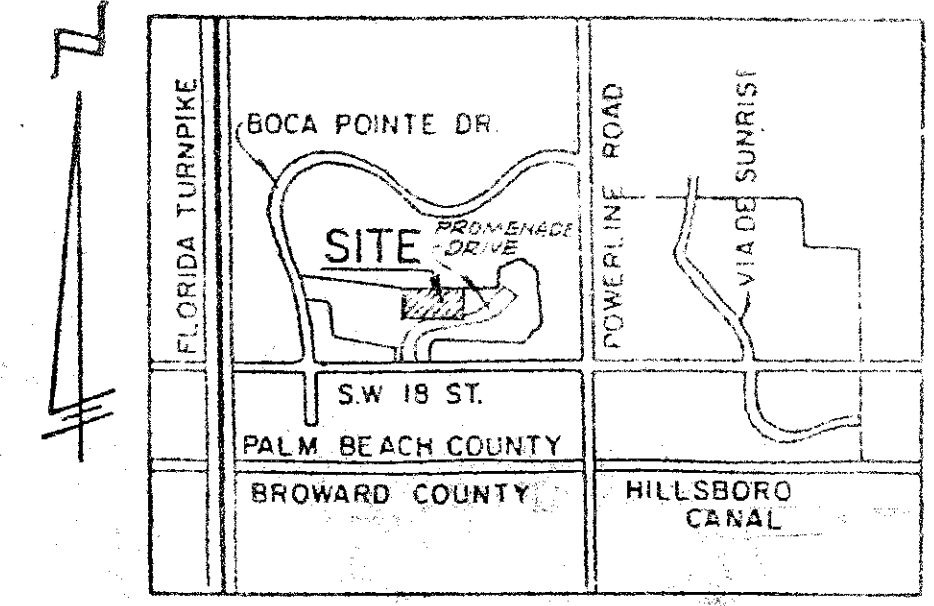 N
FLORIDA TURNPIKE
BOCA POINTE DR.
POWERLINE ROAD
VIA DE SUNRISE
SITE
PROMENADE
DRIVE
S.W 18 ST.
PALM BEACH COUNTY
BROWARD COUNTY
HILLSBORO
CANAL